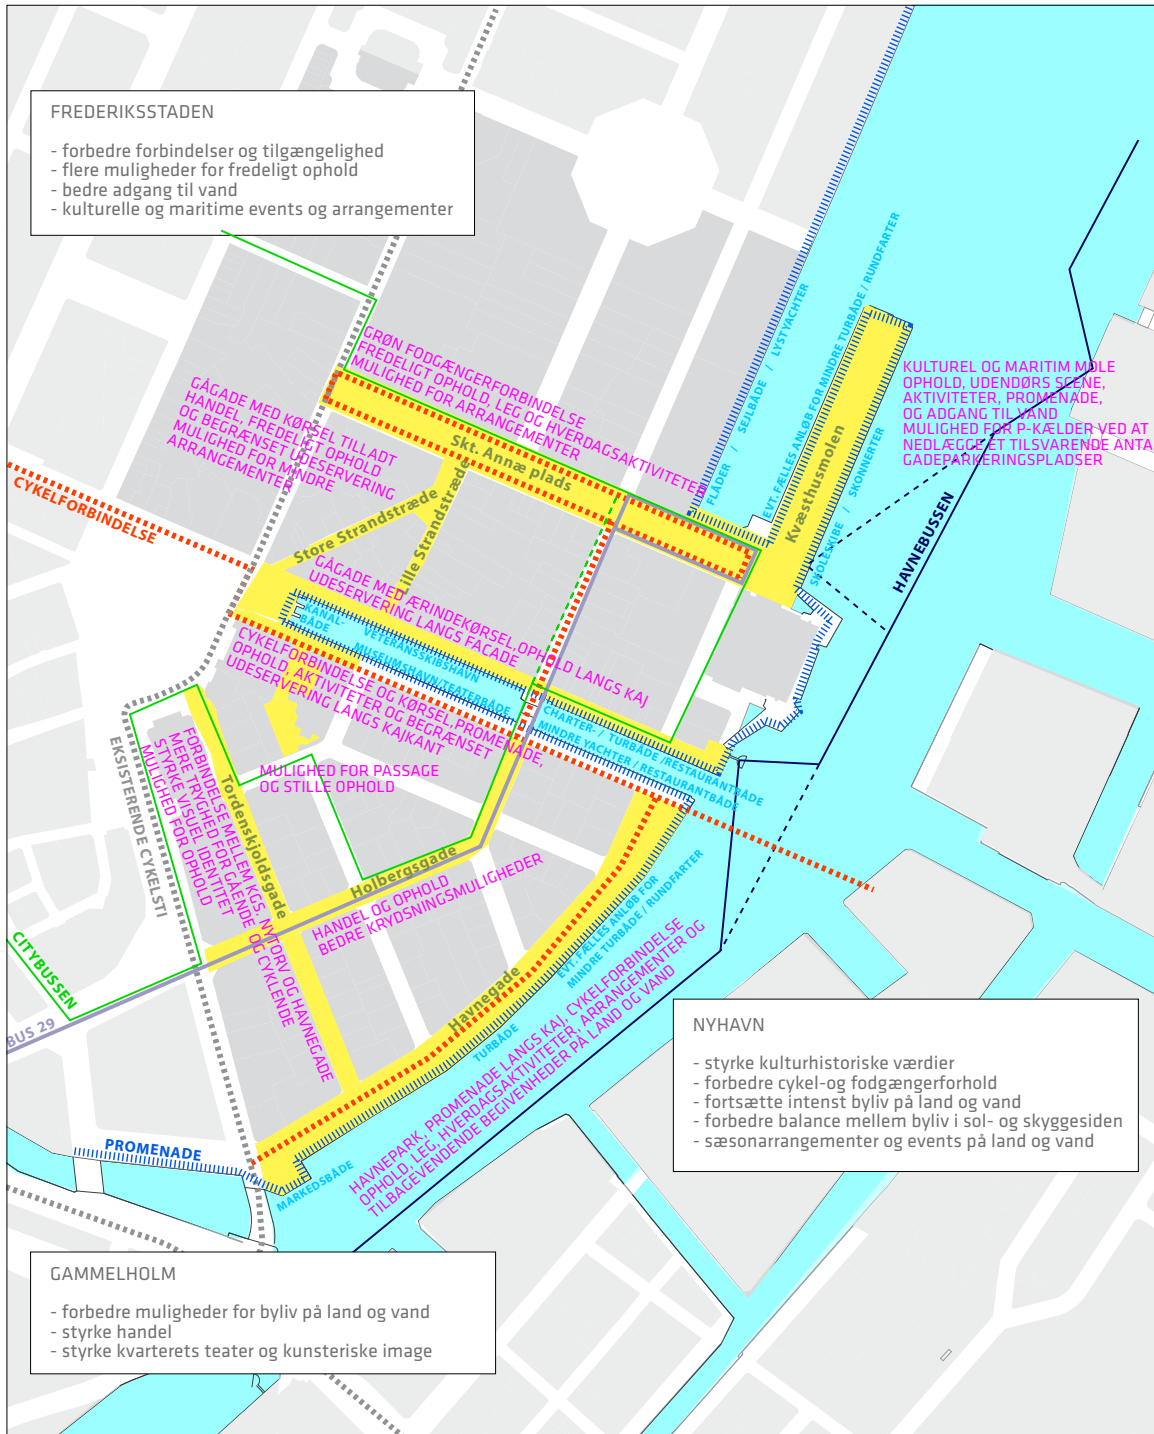 FREDERIKSSTADEN
- forbedre forbindelser og tilgængelighed
- flere muligheder for fredeligt ophold
- bedre adgang til vand
- kulturelle og maritime events og arrangementer
GRØN FODGÆNGERFORBINDELSE
FREDELIGT OPHOLD, LEG OG HVERDAGSAKTIVITETER
MULIGHED FOR ARRANGEMENTER
GÅGADE MED KØRSEL TILLADT
HANDEL, FREDELIGT OPHOLD
OG BEGRÆNSET UDESERVERING
MULIGHED FOR MINDRE
ARRANGEMENTER
FLÅDER / SEJLBÅDE / LYSTYACHTER
EVT. FÆLLES ANLØB FOR MINDRE TURBÅDE / RUNDFARTER
Kvæsthusmolen
SKOLESKIBE / SKONNERTER
KULTUREL OG MARITIM MOLE
OPHOLD, UDENDØRS SCENE,
AKTIVITETER, PROMENADE,
OG ADGANG TIL VAND
MULIGHED FOR P-KÆLDER VED AT
NEDLÆGGE ET TILSVARENDE ANTA
GADEPARKERINGSPLADSER
HAVNEBUSSEN
CYKELFORBINDELSE
Skt. Annæ plads
Store Strandstræde
Lille Strandstræde
GÅGADE MED ÆRINDEKØRSEL, OPHOLD LANGS KAJ
UDESERVERING LANGS FACADE
KANAL-
BÅDE
VETERANSSKIBSHAVN
MUSEUMSHAVN/TEATERBÅDE
CYKELFORBINDELSE OG KØRSEL, PROMENADE,
OPHOLD, AKTIVITETER OG BEGRÆNSET
UDESERVERING LANGS KAJKANT
CHARTER- / TURBÅDE /RESTAURANTBÅDE
MINDRE YACHTER / RESTAURANTBÅDE
EKSISTERENDE CYKELSTI
FORBINDELSE MELLEM KGS. NYTORV OG HAVNEGADE
MERE TRYGHED FOR GÅENDE OG CYKLENDE
STYRKE VISUEL IDENTITET
MULIGHED FOR OPHOLD
Tordenskjoldsgade
MULIGHED FOR PASSAGE
OG STILLE OPHOLD
Holbergsgade
HANDEL OG OPHOLD
BEDRE KRYDSNINGSMULIGHEDER
CITYBUSSEN
BUS 29
Havnegade
EVT. FÆLLES ANLØB FOR
MINDRE TURBÅDE / RUNDFARTER
TURBÅDE
HAVNEPARK, PROMENADE LANGS KAJ, CYKELFORBINDELSE
OPHOLD, LEG, HVERDAGSAKTIVITETER, ARRANGEMENTER OG
TILBAGEVENDENDE BEGIVENHEDER PÅ LAND OG VAND
NYHAVN
- styrke kulturhistoriske værdier
- forbedre cykel-og fodgængerforhold
- fortsætte intenst byliv på land og vand
- forbedre balance mellem byliv i sol- og skyggesiden
- sæsonarrangementer og events på land og vand
PROMENADE
MARKEDSBÅDE
GAMMELHOLM
- forbedre muligheder for byliv på land og vand
- styrke handel
- styrke kvarterets teater og kunsteriske image